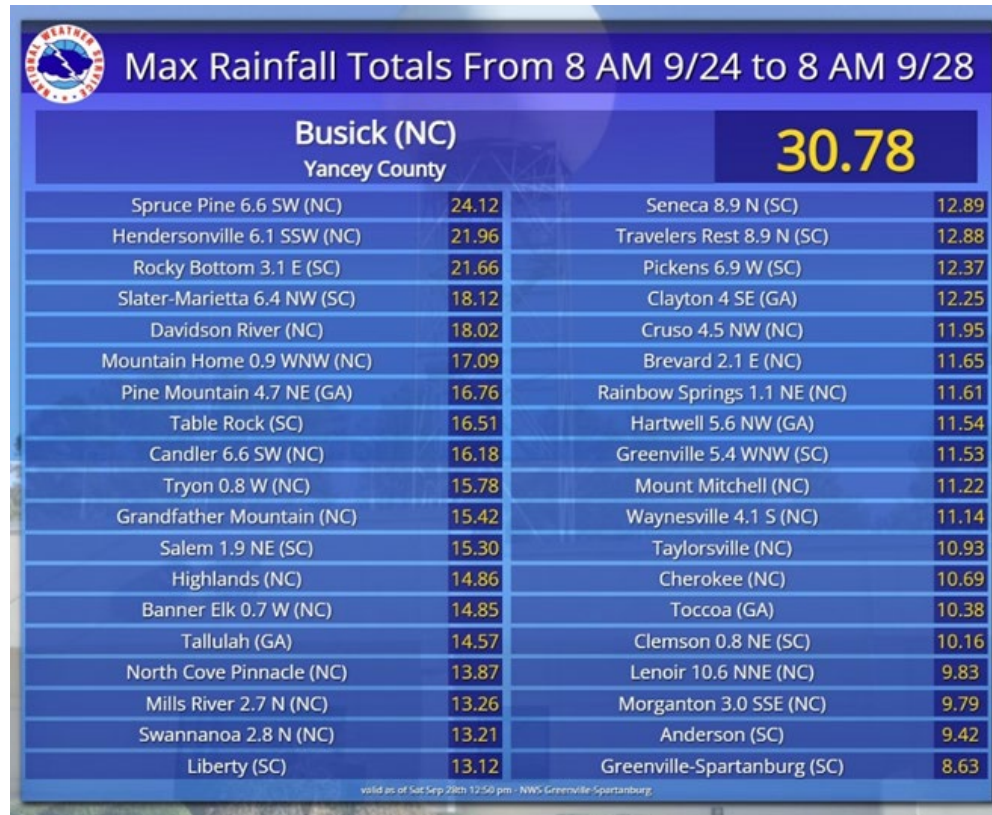 NATIONAL WEATHER SERVICE
Max Rainfall Totals From 8 AM 9/24 to 8 AM 9/28
Busick (NC)
Yancey County
30.78
Spruce Pine 6.6 SW (NC) 24.12
Hendersonville 6.1 SSW (NC) 21.96
Rocky Bottom 3.1 E (SC) 21.66
Slater-Marietta 6.4 NW (SC) 18.12
Davidson River (NC) 18.02
Mountain Home 0.9 WNW (NC) 17.09
Pine Mountain 4.7 NE (GA) 16.76
Table Rock (SC) 16.51
Candler 6.6 SW (NC) 16.18
Tryon 0.8 W (NC) 15.78
Grandfather Mountain (NC) 15.42
Salem 1.9 NE (SC) 15.30
Highlands (NC) 14.86
Banner Elk 0.7 W (NC) 14.85
Tallulah (GA) 14.57
North Cove Pinnacle (NC) 13.87
Mills River 2.7 N (NC) 13.26
Swannanoa 2.8 N (NC) 13.21
Liberty (SC) 13.12
Seneca 8.9 N (SC) 12.89
Travelers Rest 8.9 N (SC) 12.88
Pickens 6.9 W (SC) 12.37
Clayton 4 SE (GA) 12.25
Cruso 4.5 NW (NC) 11.95
Brevard 2.1 E (NC) 11.65
Rainbow Springs 1.1 NE (NC) 11.61
Hartwell 5.6 NW (GA) 11.54
Greenville 5.4 WNW (SC) 11.53
Mount Mitchell (NC) 11.22
Waynesville 4.1 S (NC) 11.14
Taylorsville (NC) 10.93
Cherokee (NC) 10.69
Toccoa (GA) 10.38
Clemson 0.8 NE (SC) 10.16
Lenoir 10.6 NNE (NC) 9.83
Morganton 3.0 SSE (NC) 9.79
Anderson (SC) 9.42
Greenville-Spartanburg (SC) 8.63
valid as of Sat Sep 28th 12:50 pm - NWS Greenville-Spartanburg